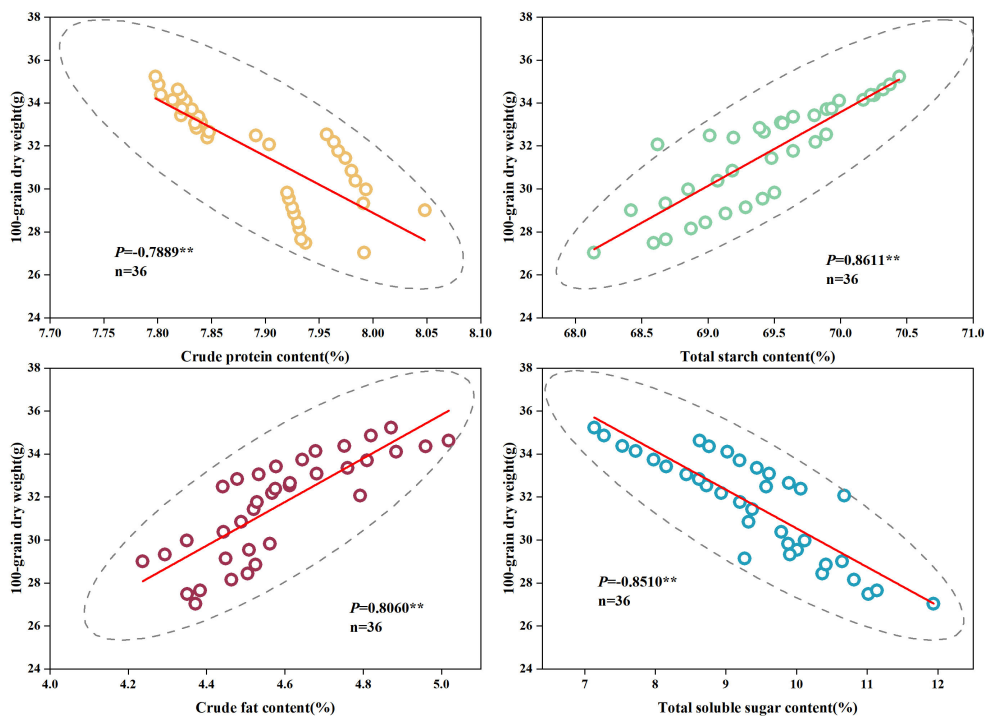 38
36
34
32
30
28
26
24
100-grain dry weight(g)
P=-0.7889**
n=36
7.70 7.75 7.80 7.85 7.90 7.95 8.00 8.05 8.10
Crude protein content(%)
38
36
34
32
30
28
26
24
100-grain dry weight(g)
P=0.8611**
n=36
68.0 68.5 69.0 69.5 70.0 70.5 71.0
Total starch content(%)
38
36
34
32
30
28
26
24
100-grain dry weight(g)
P=0.8060**
n=36
4.0 4.2 4.4 4.6 4.8 5.0
Crude fat content(%)
38
36
34
32
30
28
26
24
100-grain dry weight(g)
P=-0.8510**
n=36
7 8 9 10 11 12
Total soluble sugar content(%)